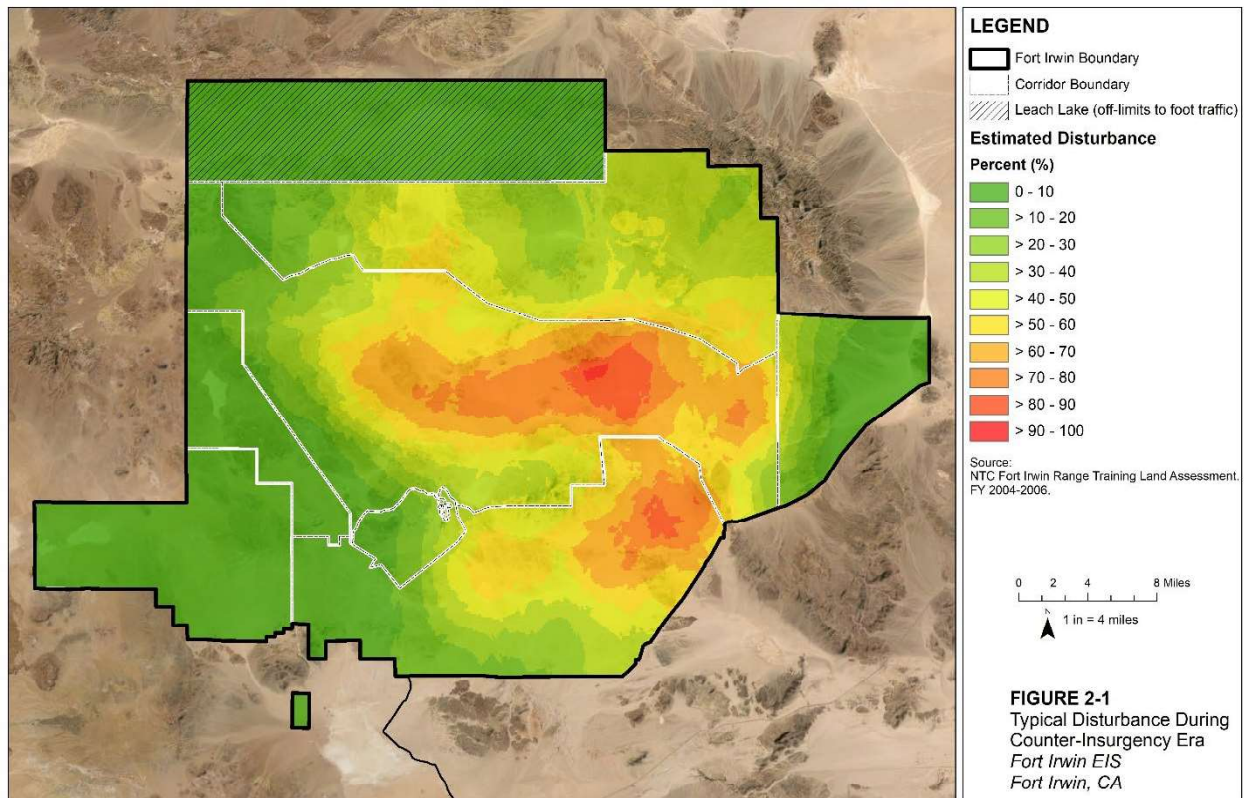 LEGEND
Fort Irwin Boundary
Corridor Boundary
Leach Lake (off-limits to foot traffic)
Estimated Disturbance
Percent (%)
0 - 10
> 10 - 20
> 20 - 30
> 30 - 40
> 40 - 50
> 50 - 60
> 60 - 70
> 70 - 80
> 80 - 90
> 90 - 100
Source:
NTC Fort Irwin Range Training Land Assessment.
FY 2004-2006.
0 2 4 8 Miles
N
1 in = 4 miles
FIGURE 2-1
Typical Disturbance During
Counter-Insurgency Era
Fort Irwin EIS
Fort Irwin, CA